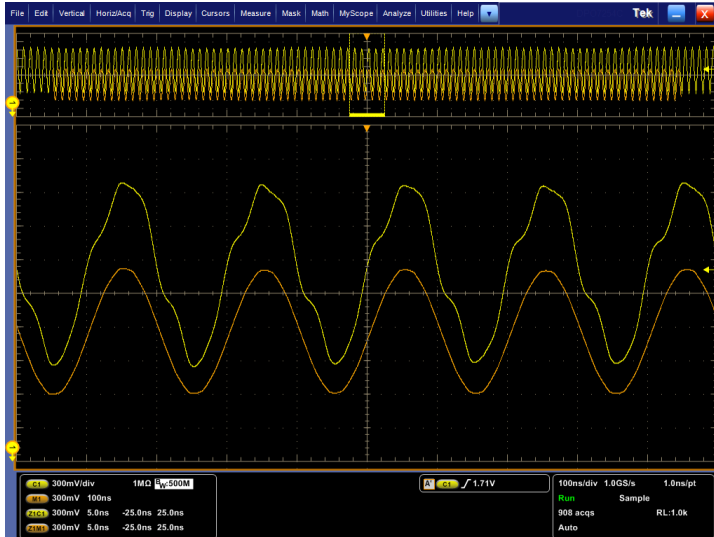 File Edit Vertical Horiz/Acq Trig Display Cursors Measure Mask Math MyScope Analyze Utilities Help Tek X
C1 300mV/div 1MΩ BW:500M
M1 300mV 100ns
Z1C1 300mV 5.0ns -25.0ns 25.0ns
Z1M1 300mV 5.0ns -25.0ns 25.0ns
A' C1 1.71V
100ns/div 1.0GS/s 1.0ns/pt
Run Sample
908 acqs RL:1.0k
Auto